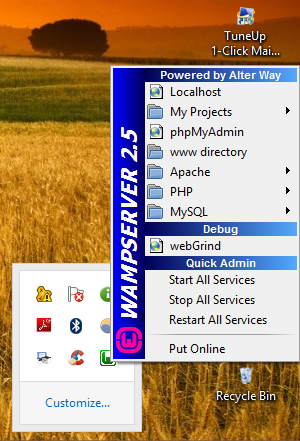 TuneUp
1-Click Mai...
Powered by Alter Way
WAMPSERVER 2.5
Localhost
My Projects
phpMyAdmin
www directory
Apache
PHP
MySQL
Debug
webGrind
Quick Admin
Start All Services
Stop All Services
Restart All Services
Put Online
Customize...
Recycle Bin